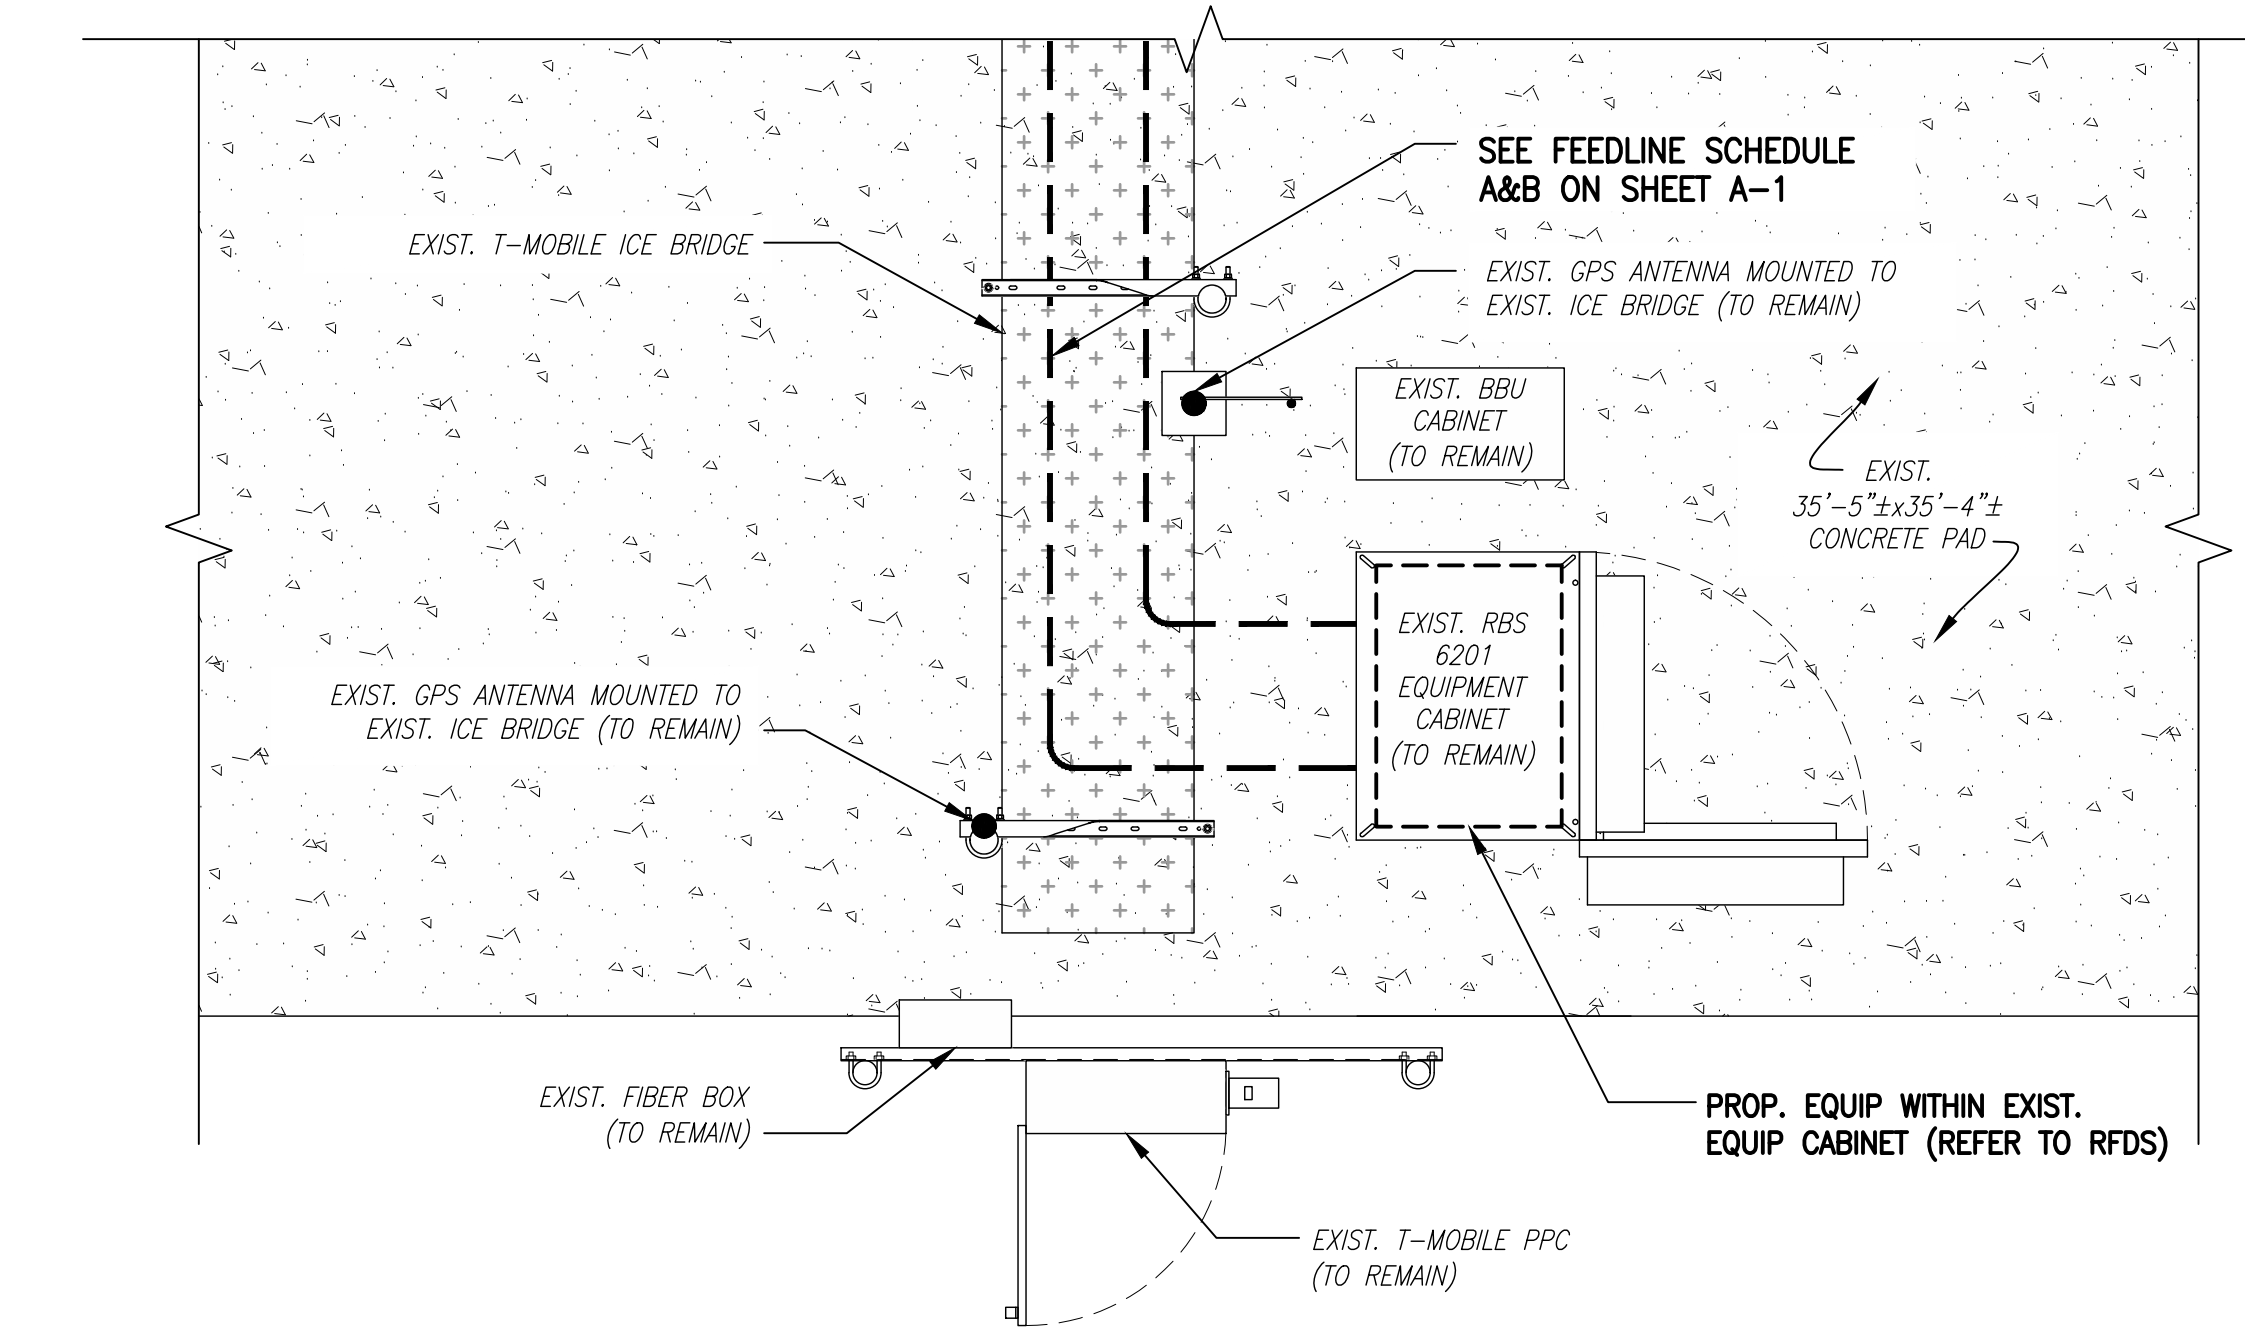 SEE FEEDLINE SCHEDULE
A&B ON SHEET A-1
EXIST. T-MOBILE ICE BRIDGE
EXIST. GPS ANTENNA MOUNTED TO
EXIST. ICE BRIDGE (TO REMAIN)
EXIST. BBU
CABINET
(TO REMAIN)
EXIST.
35'-5"±x35'-4"±
CONCRETE PAD
EXIST. RBS
6201
EQUIPMENT
CABINET
(TO REMAIN)
EXIST. GPS ANTENNA MOUNTED TO
EXIST. ICE BRIDGE (TO REMAIN)
EXIST. FIBER BOX
(TO REMAIN)
PROP. EQUIP WITHIN EXIST.
EQUIP CABINET (REFER TO RFDS)
EXIST. T-MOBILE PPC
(TO REMAIN)